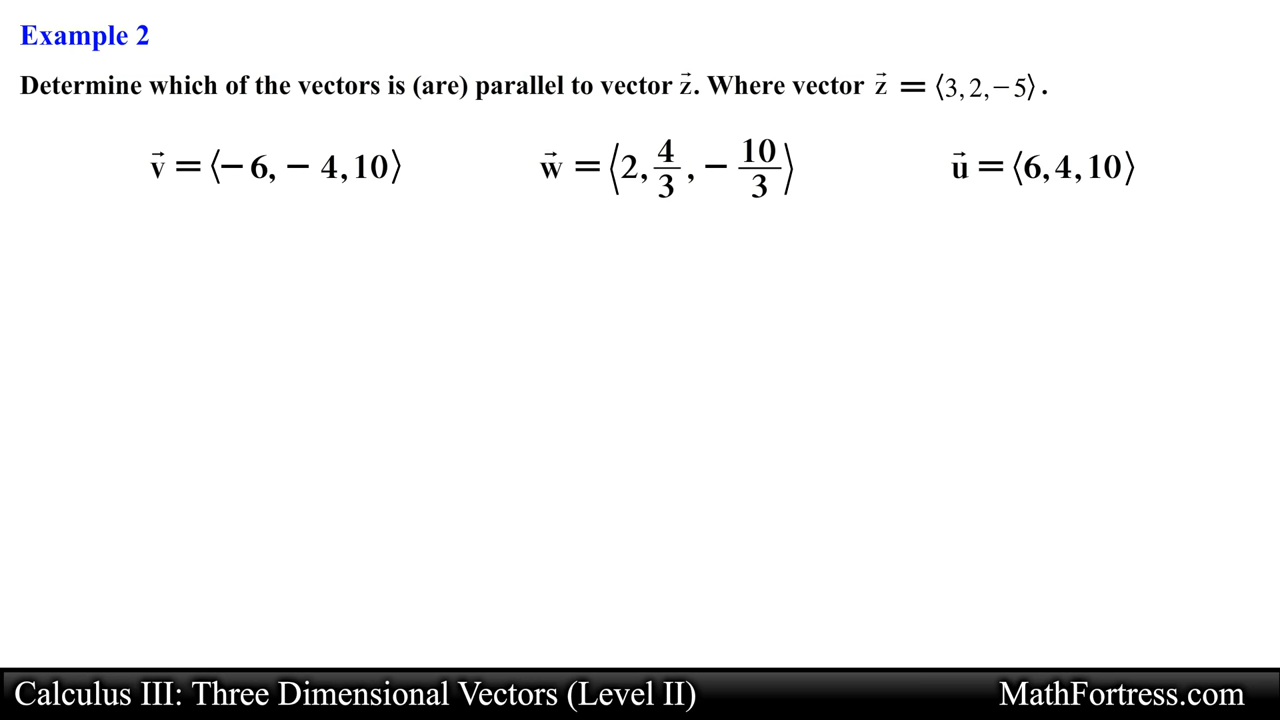 Example 2
Determine which of the vectors is (are) parallel to vector z⃗. Where vector z⃗ = ⟨3, 2, − 5⟩ .
v⃗ = ⟨− 6, − 4, 10⟩ w⃗ = ⟨2, 4/3, − 10/3⟩ u⃗ = ⟨6, 4, 10⟩
Calculus III: Three Dimensional Vectors (Level II) MathFortress.com